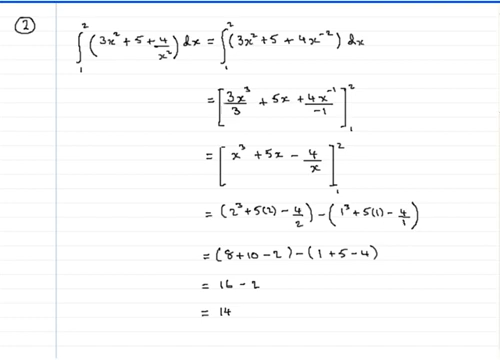 ②
∫₁² (3x² + 5 + 4/x²) dx = ∫₁² (3x² + 5 + 4x⁻²) dx
= [3x³/3 + 5x + 4x⁻¹/-1]₁²
= [x³ + 5x - 4/x]₁²
= (2³ + 5(2) - 4/2) - (1³ + 5(1) - 4/1)
= (8 + 10 - 2) - (1 + 5 - 4)
= 16 - 2
= 14